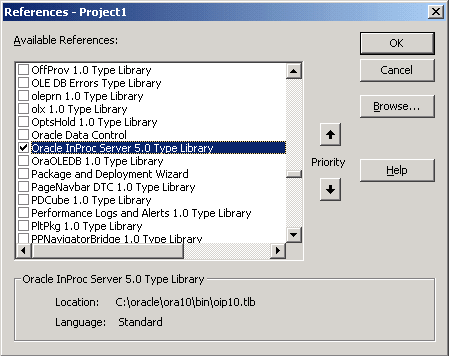 References - Project1
Available References:
OffProv 1.0 Type Library
OLE DB Errors Type Library
oleprn 1.0 Type Library
olx 1.0 Type Library
OptsHold 1.0 Type Library
Oracle Data Control
Oracle InProc Server 5.0 Type Library
OraOLEDB 1.0 Type Library
Package and Deployment Wizard
PageNavbar DTC 1.0 Type Library
PDCube 1.0 Type Library
Performance Logs and Alerts 1.0 Type Library
PltPkg 1.0 Type Library
PPNavigatorBridge 1.0 Type Library
Priority
OK
Cancel
Browse...
Help
Oracle InProc Server 5.0 Type Library
Location: C:\oracle\ora10\bin\oip10.tlb
Language: Standard